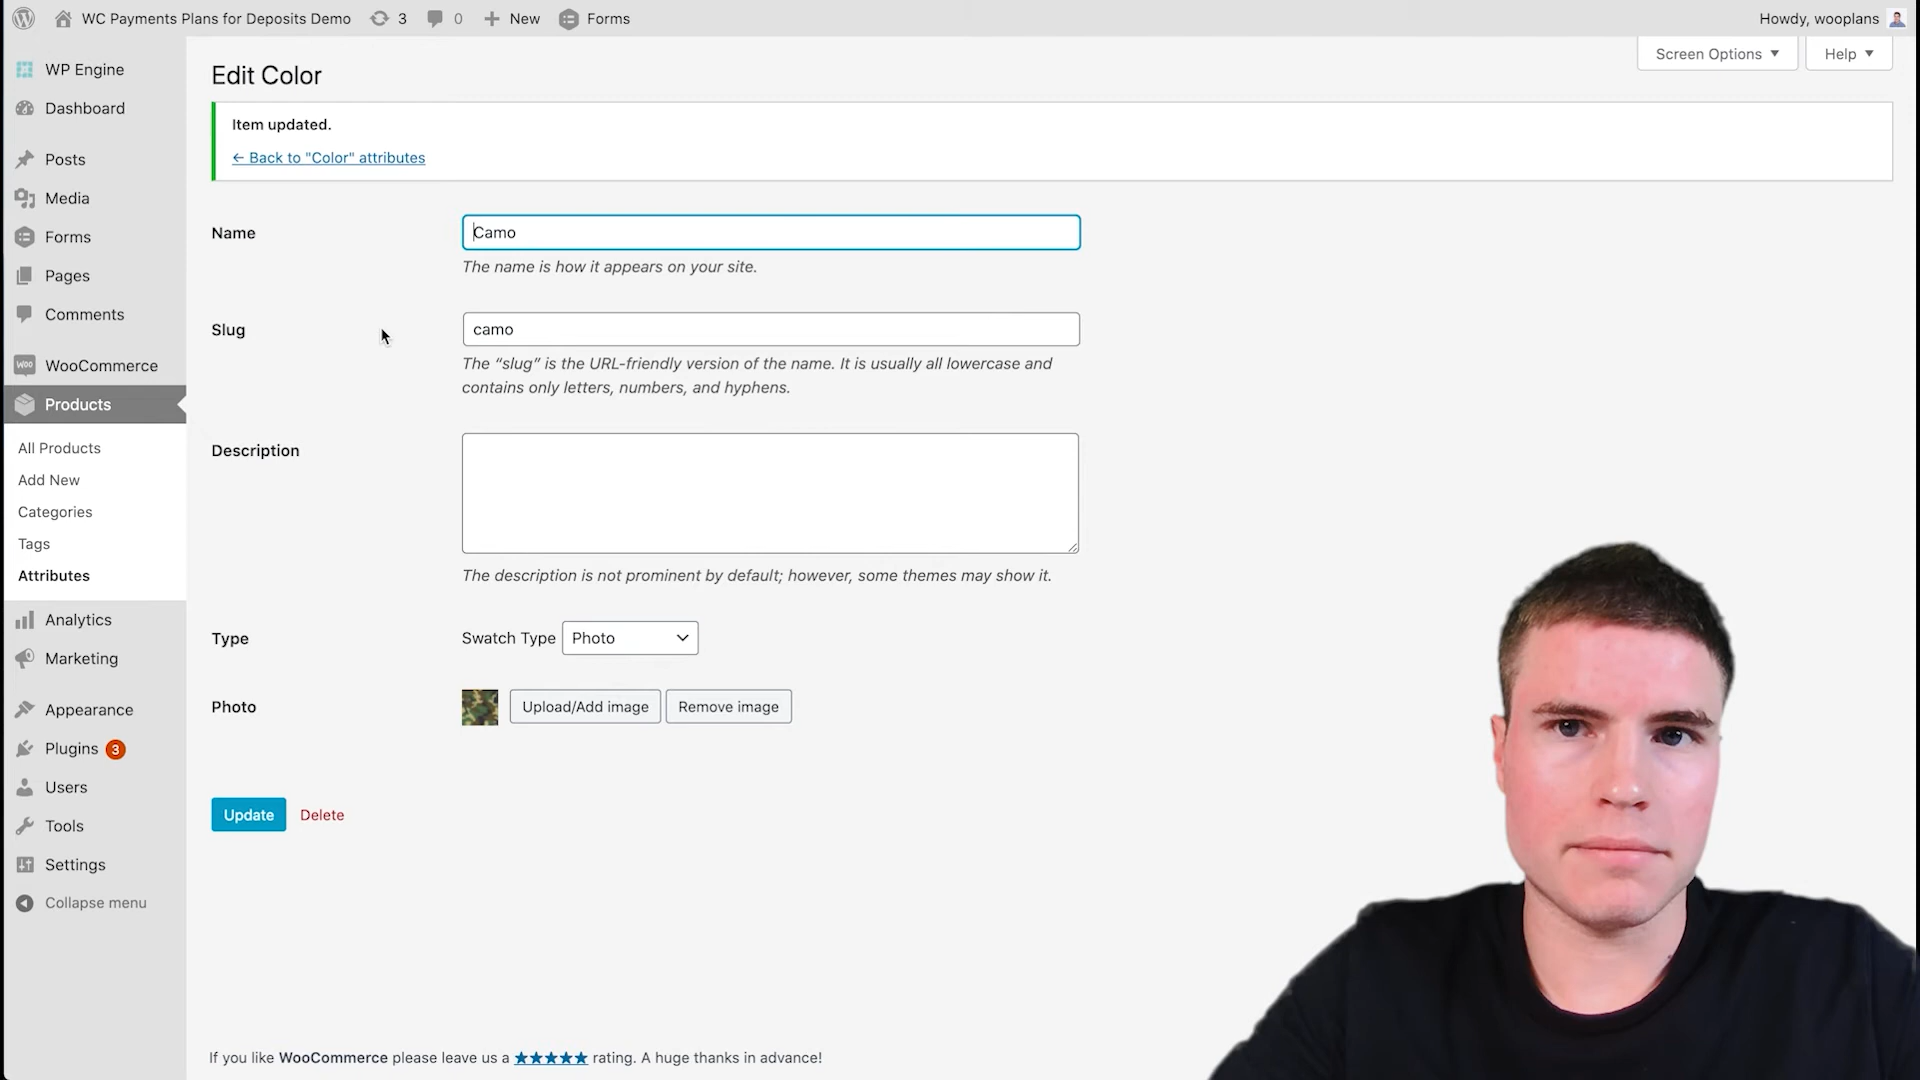 WC Payments Plans for Deposits Demo 3 0 New Forms Howdy, wooplans
Screen Options Help
WP Engine
Dashboard
Posts
Media
Forms
Pages
Comments
WOO WooCommerce
Products
All Products
Add New
Categories
Tags
Attributes
Analytics
Marketing
Appearance
Plugins 3
Users
Tools
Settings
Collapse menu
Edit Color
Item updated.
← Back to "Color" attributes
Name Camo
The name is how it appears on your site.
Slug camo
The “slug” is the URL-friendly version of the name. It is usually all lowercase and
contains only letters, numbers, and hyphens.
Description
The description is not prominent by default; however, some themes may show it.
Type Swatch Type Photo
Photo Upload/Add image Remove image
Update Delete
If you like WooCommerce please leave us a ★★★★★ rating. A huge thanks in advance!